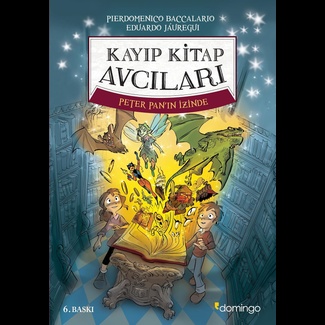 PIERDOMENICO BACCALARIO
EDUARDO JÁUREGUI
KAYIP KİTAP
AVCILARI
PETER PAN'IN İZİNDE
6. BASKI
domingo